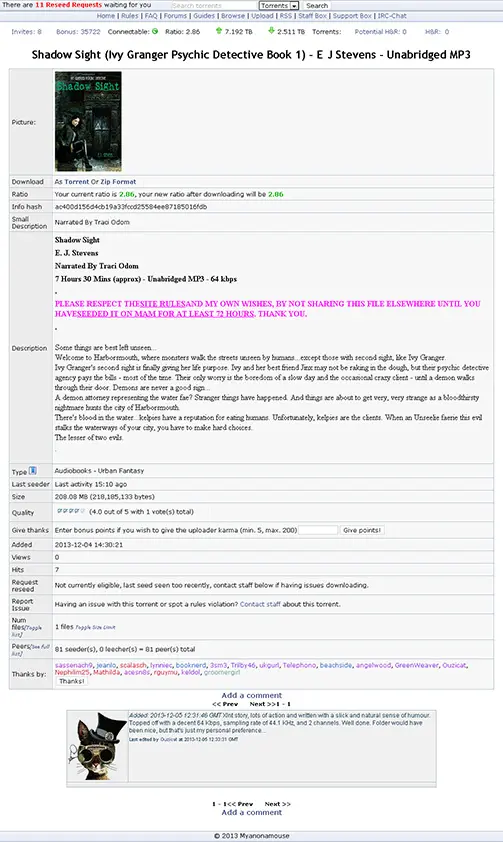 There are 11 Reseed Requests waiting for you Search torrents Torrents Search
Home | Rules | FAQ | Forums | Guides | Browse | Upload | RSS | Staff Box | Support Box | IRC-Chat
Invites: 8 Bonus: 35722 Connectable: Ratio: 2.86 7.192 TB 2.511 TB Torrents: Potential H&R: 0 H&R: 0
Shadow Sight (Ivy Granger Psychic Detective Book 1) - E J Stevens - Unabridged MP3
Picture:
Shadow Sight
Download As Torrent Or Zip Format
Ratio Your current ratio is 2.86, your new ratio after downloading will be 2.86
Info hash ac400d156d4cb19a33fccd25584ee87185016fdb
Small
Description Narrated By Traci Odom
Shadow Sight
E. J. Stevens
Narrated By Traci Odom
7 Hours 30 Mins (approx) - Unabridged MP3 - 64 kbps
PLEASE RESPECT THESITE RULESAND MY OWN WISHES, BY NOT SHARING THIS FILE ELSEWHERE UNTIL YOU
HAVESEEDED IT ON MAM FOR AT LEAST 72 HOURS. THANK YOU.
Description
Some things are best left unseen...
Welcome to Harborsmouth, where monsters walk the streets unseen by humans...except those with second sight, like Ivy Granger.
Ivy Granger's second sight is finally giving her life purpose. Ivy and her best friend Jinx may not be raking in the dough, but their psychic detective
agency pays the bills - most of the time. Their only worry is the boredom of a slow day and the occasional crazy client - until a demon walks
through their door. Demons are never a good sign...
A demon attorney representing the water fae? Stranger things have happened. And things are about to get very, very strange as a bloodthirsty
nightmare hunts the city of Harborsmouth.
There's blood in the water...kelpies have a reputation for eating humans. Unfortunately, kelpies are the clients. When an Unseelie faerie this evil
stalks the waterways of your city, you have to make hard choices.
The lesser of two evils.
Type Audiobooks - Urban Fantasy
Last seeder Last activity 15:10 ago
Size 208.08 MB (218,185,133 bytes)
Quality (4.0 out of 5 with 1 vote(s) total)
Give thanks Enter bonus points if you wish to give the uploader karma (min. 5, max. 200) Give points!
Added 2013-12-04 14:30:21
Views 0
Hits 7
Request
reseed Not currently eligible, last seed seen too recently, contact staff below if having issues downloading.
Report
Issue Having an issue with this torrent or spot a rules violation? Contact staff about this torrent.
Num
files[Toggle
list] 1 files Toggle Size Limit
Peers[See full
list] 81 seeder(s), 0 leecher(s) = 81 peer(s) total
Thanks by: sassenach9, jeanlo, scalasch, lynniec, booknerd, 3sm3, Trilby46, ukgurl, Telephono, beachside, angelwood, GreenWeaver, Ouzicat,
Nephilim25, Mathilda, acesn8s, rguymu, keldol, groomergirl
Thanks!
Add a comment
<< Prev Next >>1 - 1
Added: 2013-12-05 12:31:46 GMT Xlnt story, lots of action and written with a slick and natural sense of humour.
Topped off with a decent 64 Kbps, sampling rate of 44.1 kHz, and 2 channels. Well done. Folder would
have been nice, but that's just my personal preference...
Last edited by Ouzicat at 2013-12-05 12:33:31 GMT
1 - 1<< Prev Next >>
Add a comment
© 2013 Myanonamouse